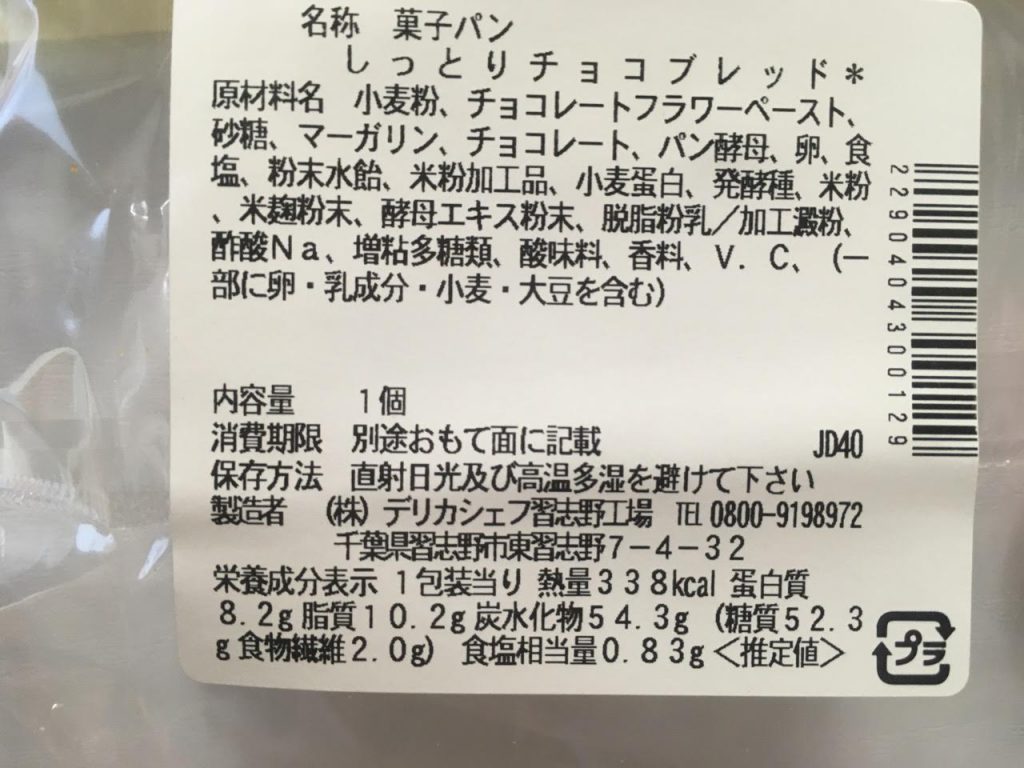 名称　菓子パン
しっとりチョコブレッド＊
原材料名　小麦粉、チョコレートフラワーペースト、
砂糖、マーガリン、チョコレート、パン酵母、卵、食
塩、粉末水飴、米粉加工品、小麦蛋白、発酵種、米粉
、米麹粉末、酵母エキス粉末、脱脂粉乳／加工澱粉、
酢酸Ｎａ、増粘多糖類、酸味料、香料、Ｖ．Ｃ、（一
部に卵・乳成分・小麦・大豆を含む）
内容量　１個
消費期限　別途おもて面に記載　JD40
保存方法　直射日光及び高温多湿を避けて下さい
製造者　（株）デリカシェフ習志野工場　TEL 0800-9198972
千葉県習志野市東習志野７－４－３２
栄養成分表示　１包装当り　熱量３３８kcal　蛋白質
８.２g 脂質１０.２g 炭水化物５４.３g （糖質５２.３
g 食物繊維２.０g）　食塩相当量０.８３g＜推定値＞
2290404300129
プラ